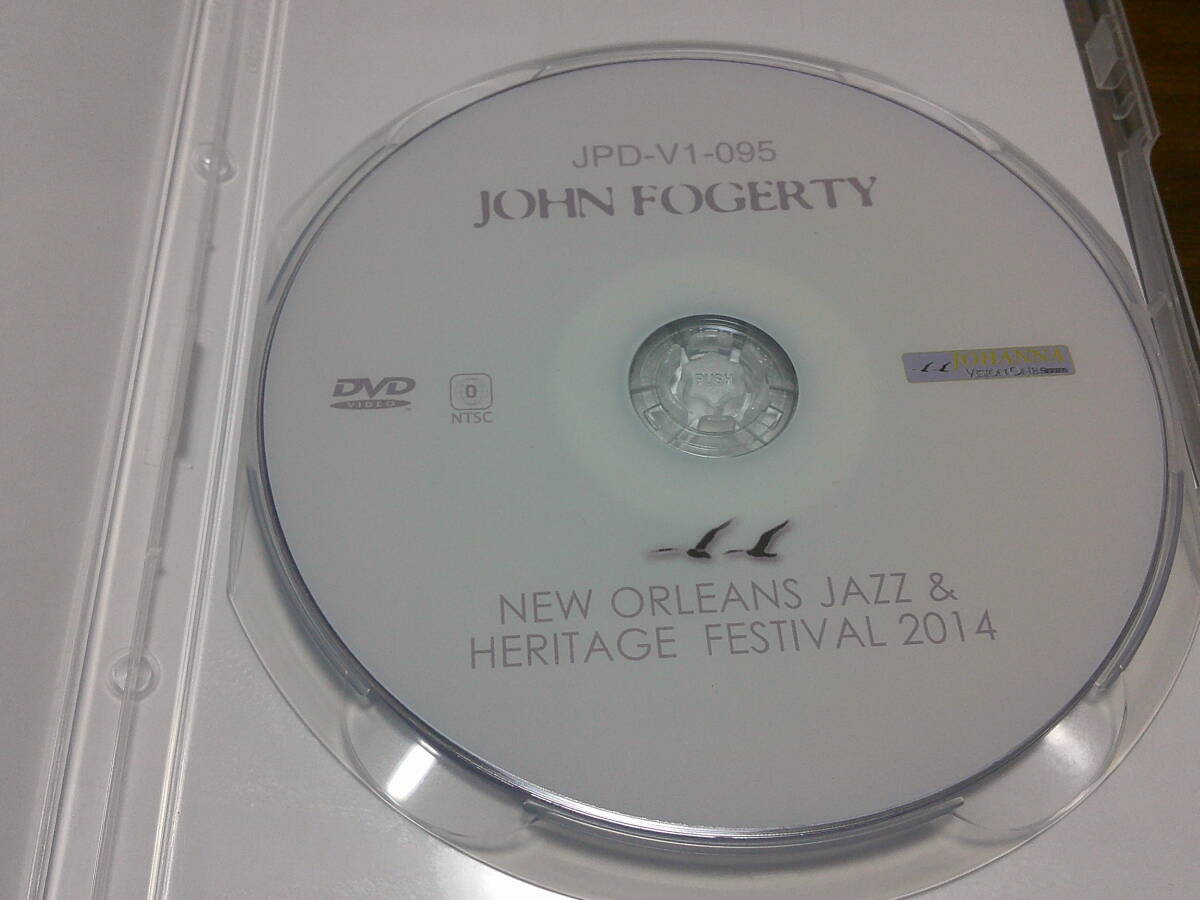 JPD-V1-095
JOHN FOGERTY
DVD
VIDEO
0
NTSC
PUSH
JOHANNA
NEW ORLEANS JAZZ &
HERITAGE FESTIVAL 2014